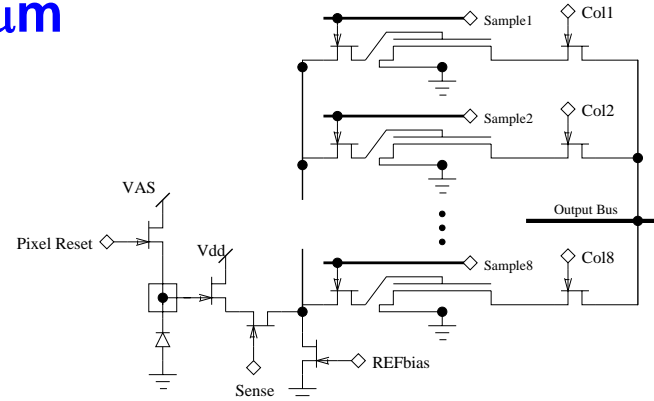 μm
Sample1
Col1
Sample2
Col2
VAS
Output Bus
Pixel Reset
Vdd
Sample8
Col8
REFbias
Sense